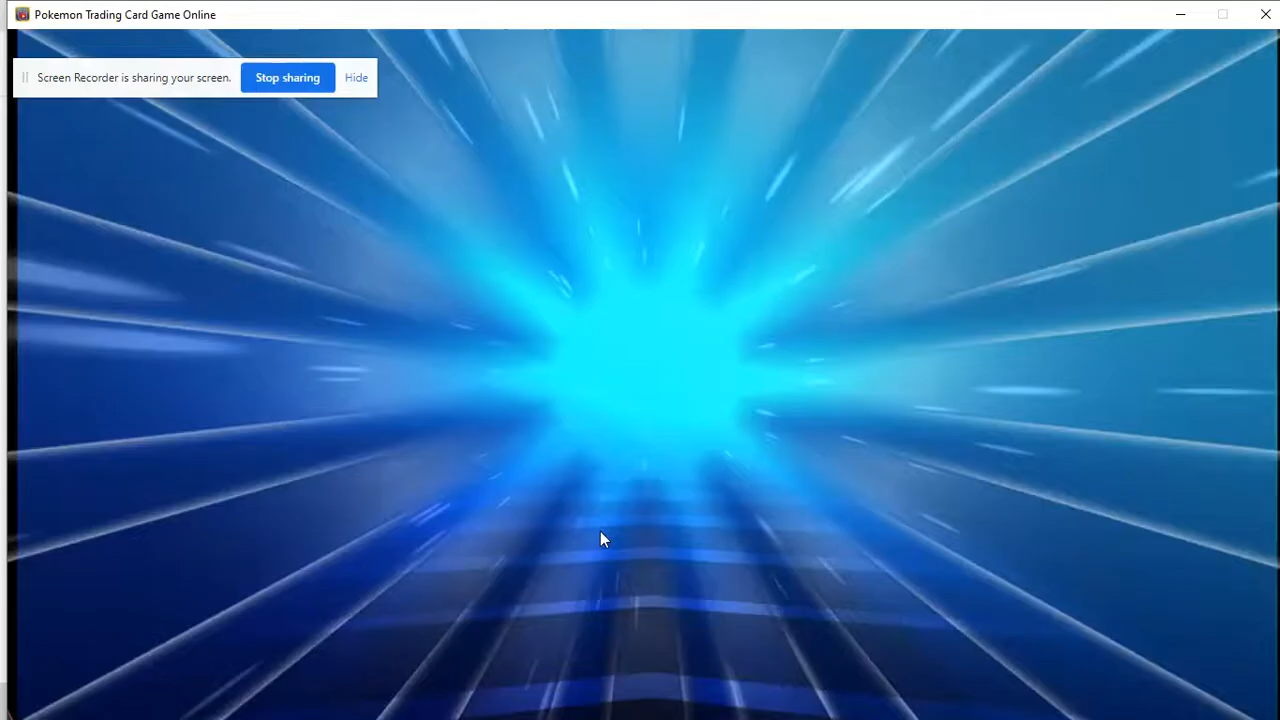 Pokemon Trading Card Game Online
Screen Recorder is sharing your screen. Stop sharing Hide